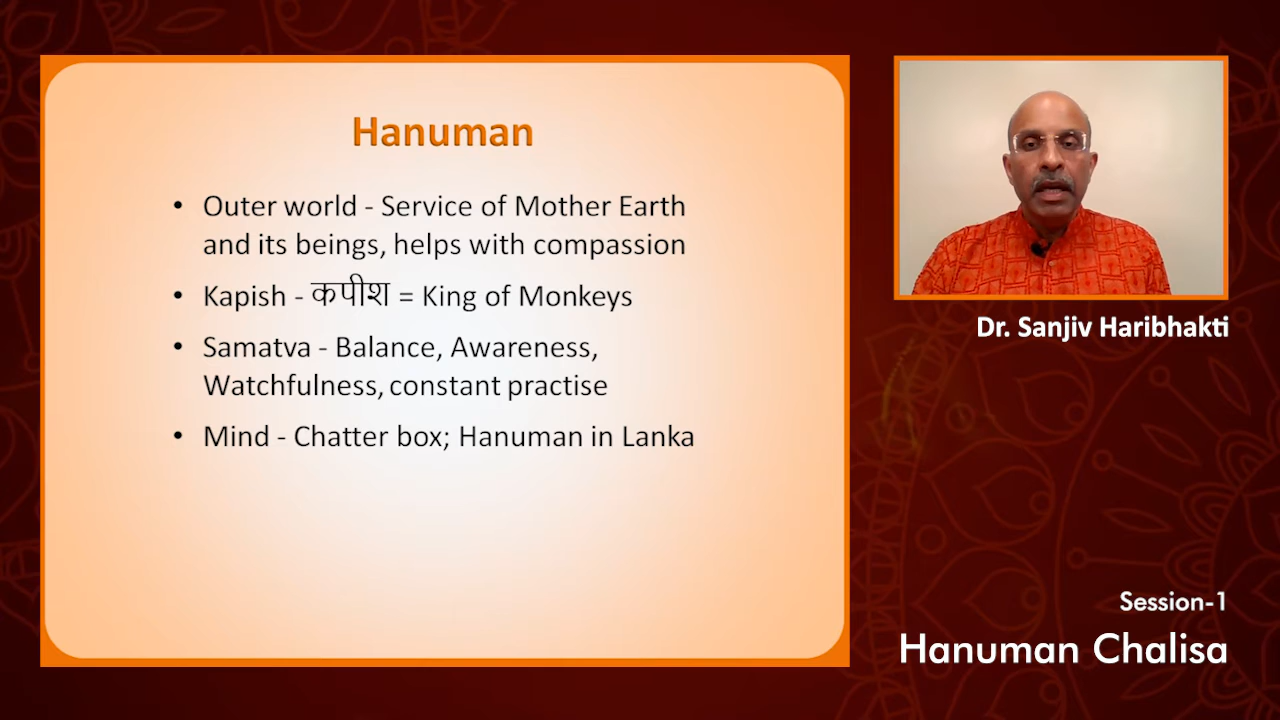 Hanuman
• Outer world - Service of Mother Earth
and its beings, helps with compassion
• Kapish - कपीश = King of Monkeys
• Samatva - Balance, Awareness,
Watchfulness, constant practise
• Mind - Chatter box; Hanuman in Lanka
Dr. Sanjiv Haribhakti
Session-1
Hanuman Chalisa